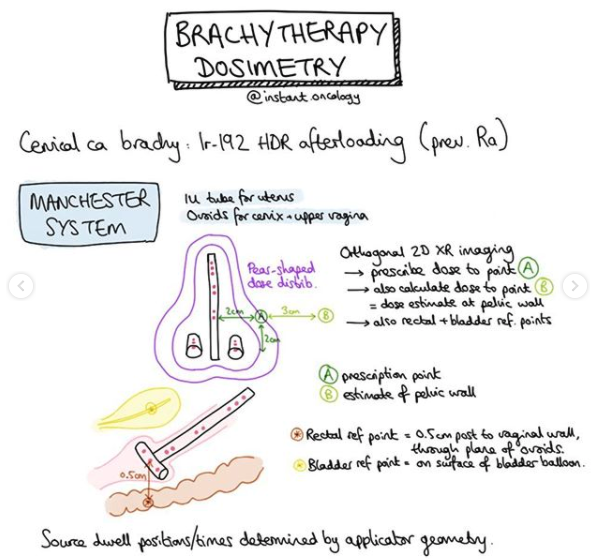 BRACHYTHERAPY
DOSIMETRY
@instant.oncology
Cervical ca brachy: Ir-192 HDR afterloading (prev. Ra)
MANCHESTER
SYSTEM
IU tube for uterus
Ovoids for cervix + upper vagina
Pear-shaped
dose distrib.
Orthogonal 2D XR imaging
→ prescribe dose to point A
→ also calculate dose to point B
= dose estimate at pelvic wall
→ also rectal + bladder ref. points
2cm
A
3cm
B
2cm
A prescription point
B estimate of pelvic wall
Rectal ref point = 0.5cm post to vaginal wall,
through plane of ovoids.
Bladder ref point = on surface of bladder balloon.
0.5cm
Source dwell positions/times determined by applicator geometry.